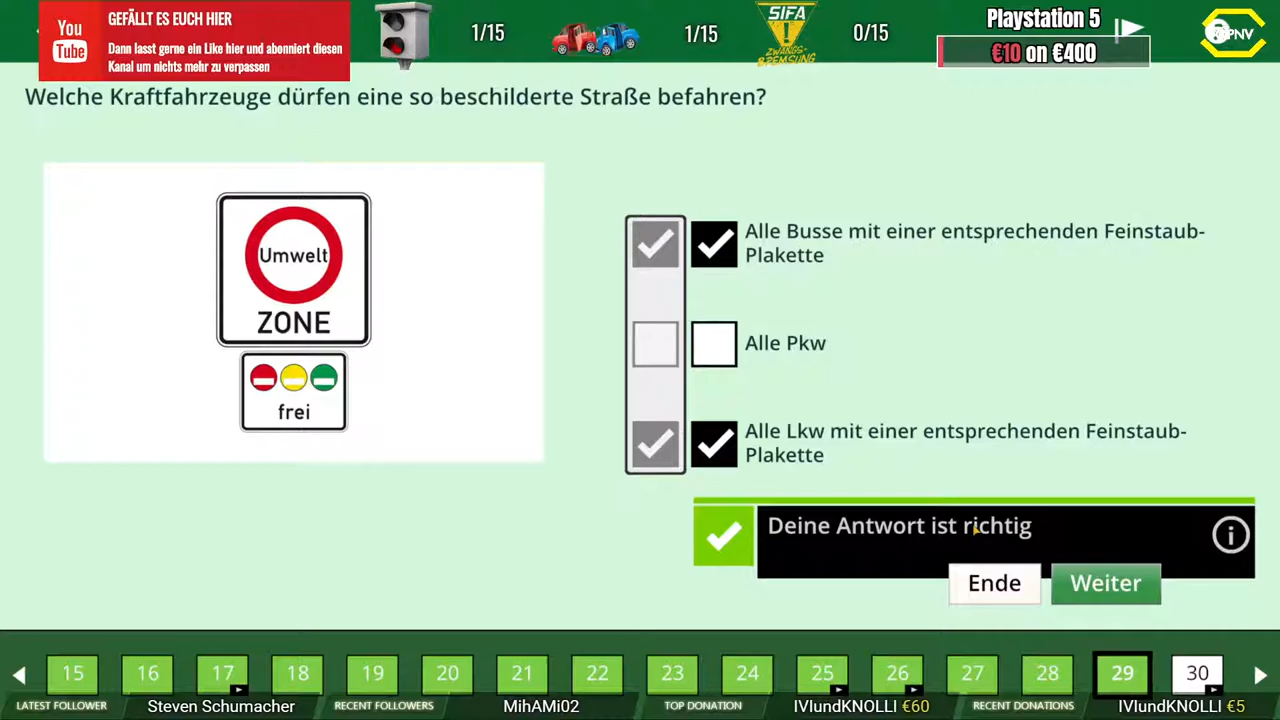 You
Tube
GEFÄLLT ES EUCH HIER
Dann lasst gerne ein Like hier und abonniert diesen
Kanal um nichts mehr zu verpassen
1/15
1/15
SIFA
ZWANGS-
BREMSUNG
0/15
Playstation 5
€10 on €400
ÖPNV
Welche Kraftfahrzeuge dürfen eine so beschilderte Straße befahren?
Umwelt
ZONE
frei
Alle Busse mit einer entsprechenden Feinstaub-
Plakette
Alle Pkw
Alle Lkw mit einer entsprechenden Feinstaub-
Plakette
Deine Antwort ist richtig
Ende
Weiter
15 16 17 18 19 20 21 22 23 24 25 26 27 28 29 30
LATEST FOLLOWER Steven Schumacher RECENT FOLLOWERS MihAMi02 TOP DONATION IVIundKNOLLI €60 RECENT DONATIONS IVIundKNOLLI €5